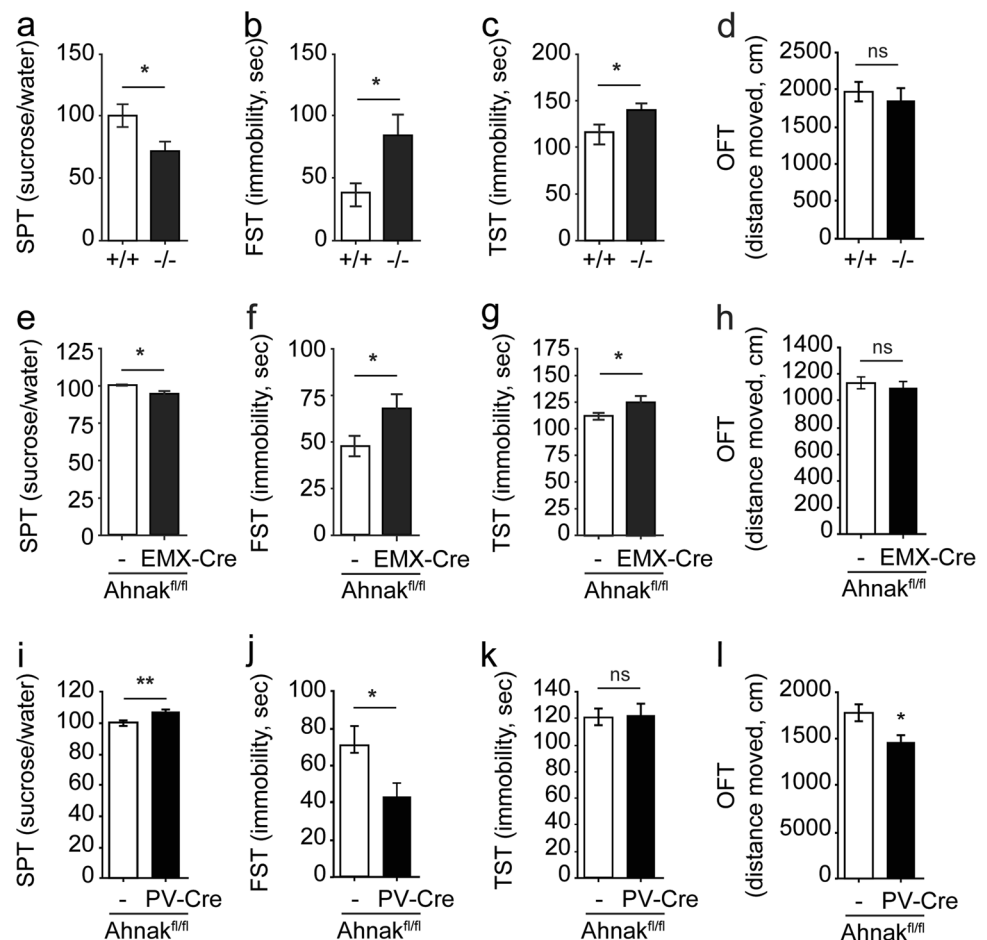 a
SPT (sucrose/water)
150
100
50
0
*
+/+ -/-
b
FST (immobility, sec)
150
100
50
0
*
+/+ -/-
c
TST (immobility, sec)
200
150
100
50
0
*
+/+ -/-
d
OFT
(distance moved, cm)
2500
2000
1500
1000
500
0
ns
+/+ -/-
e
SPT (sucrose/water)
125
100
75
50
25
0
*
- EMX-Cre
Ahnakfl/fl
f
FST (immobility, sec)
100
75
50
25
0
*
- EMX-Cre
Ahnakfl/fl
g
TST (immobility, sec)
175
150
125
100
75
50
25
0
*
- EMX-Cre
Ahnakfl/fl
h
OFT
(distance moved, cm)
1400
1200
1000
800
600
400
200
0
ns
- EMX-Cre
Ahnakfl/fl
i
SPT (sucrose/water)
120
100
80
60
40
20
0
**
- PV-Cre
Ahnakfl/fl
j
FST (immobility, sec)
100
80
60
40
20
0
*
- PV-Cre
Ahnakfl/fl
k
TST (immobility, sec)
140
120
100
80
60
40
20
0
ns
- PV-Cre
Ahnakfl/fl
l
OFT
(distance moved, cm)
2000
1500
1000
5000
0
*
- PV-Cre
Ahnakfl/fl